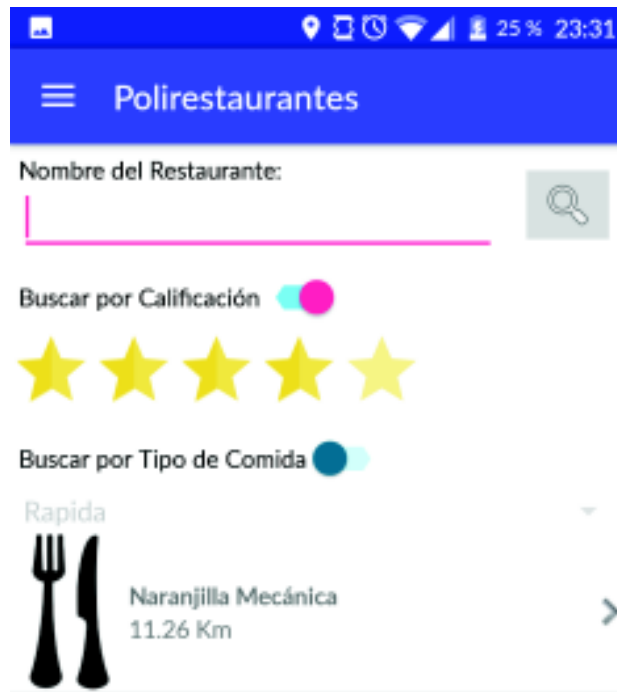 25 % 23:31
Polirestaurantes
Nombre del Restaurante:
Buscar por Calificación
Buscar por Tipo de Comida
Rapida
Naranjilla Mecánica
11.26 Km